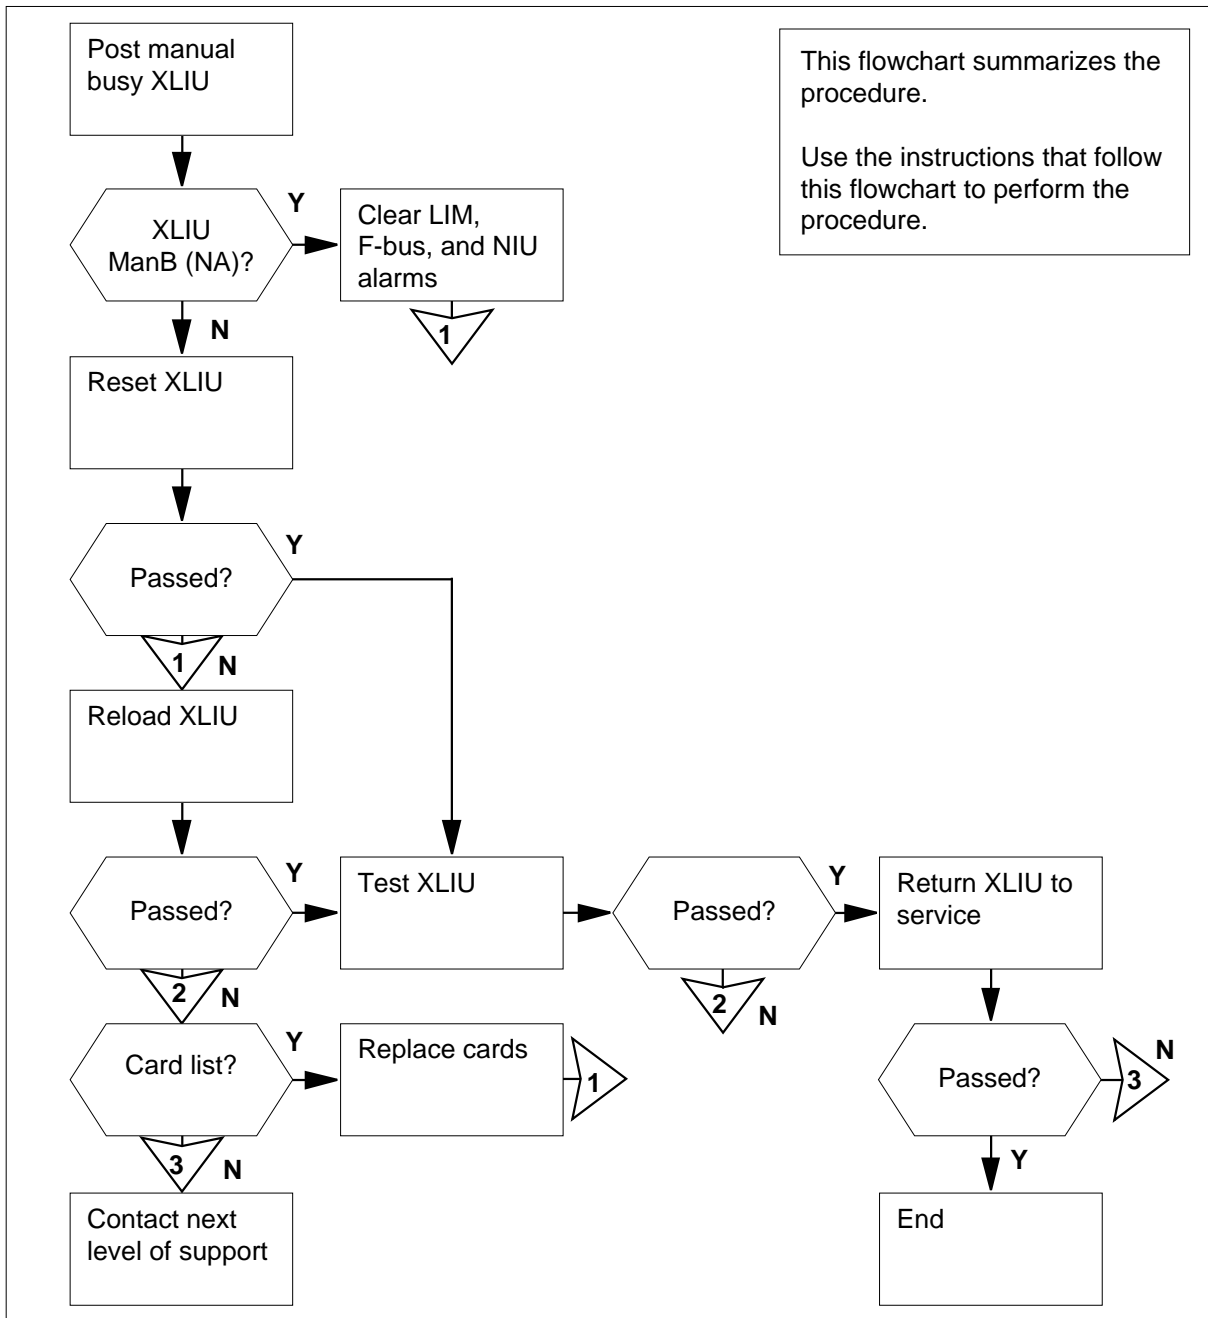 Post manual
busy XLIU
This flowchart summarizes the
procedure.
Use the instructions that follow
this flowchart to perform the
procedure.
XLIU
ManB (NA)?
Y
Clear LIM,
F-bus, and NIU
alarms
1
N
Reset XLIU
Passed?
Y
1
N
Reload XLIU
Passed?
Y
Test XLIU
Passed?
Y
Return XLIU to
service
2
N
2
N
Card list?
Y
Replace cards
1
Passed?
3
N
3
N
Y
Contact next
level of support
End